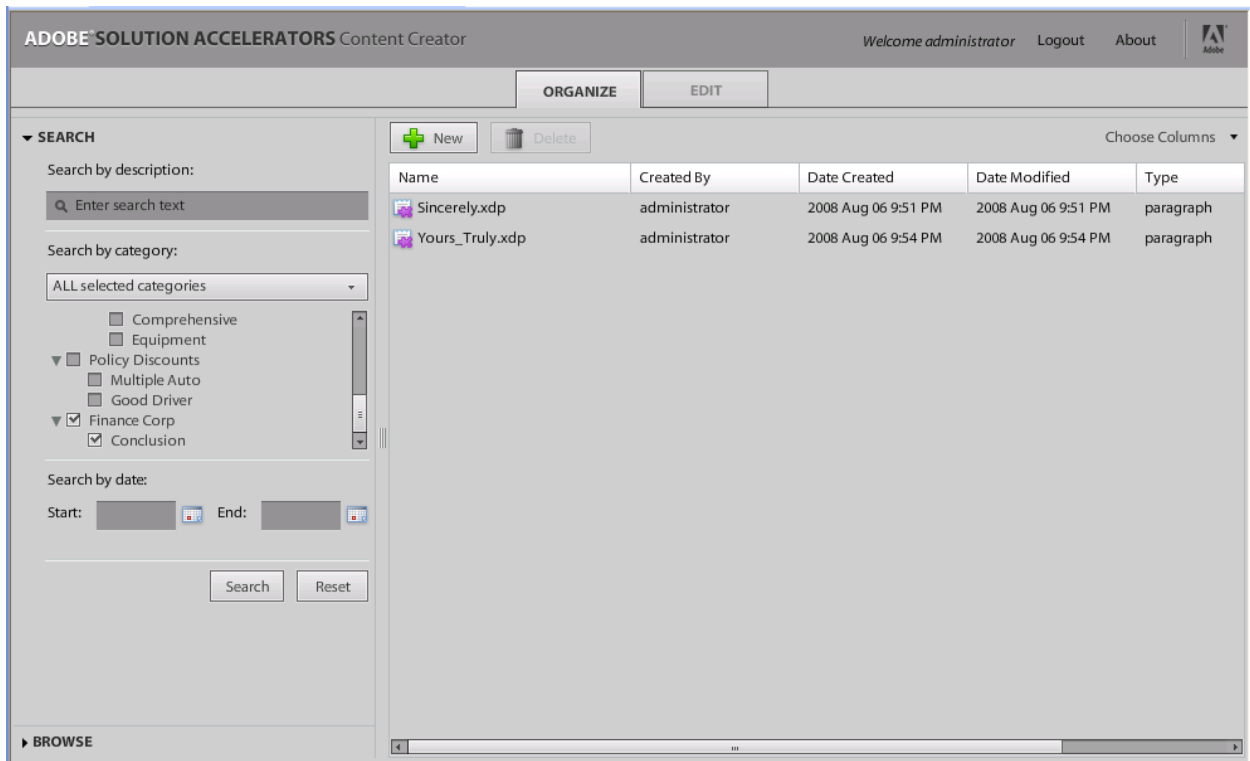 ADOBE® SOLUTION ACCELERATORS Content Creator
Welcome administrator Logout About
Adobe
ORGANIZE EDIT
SEARCH
Search by description:
Enter search text
Search by category:
ALL selected categories
Comprehensive
Equipment
Policy Discounts
Multiple Auto
Good Driver
Finance Corp
Conclusion
Search by date:
Start: End:
Search Reset
BROWSE
New Delete Choose Columns
Name Created By Date Created Date Modified Type
Sincerely.xdp administrator 2008 Aug 06 9:51 PM 2008 Aug 06 9:51 PM paragraph
Yours_Truly.xdp administrator 2008 Aug 06 9:54 PM 2008 Aug 06 9:54 PM paragraph